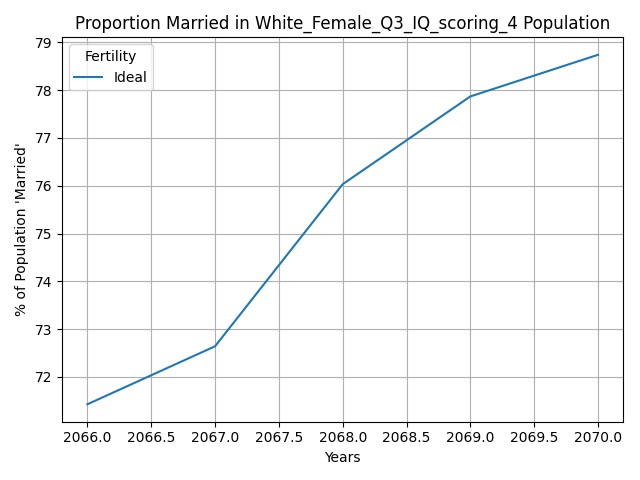 Proportion Married in White_Female_Q3_IQ_scoring_4 Population
Fertility
Ideal
% of Population 'Married'
79
78
77
76
75
74
73
72
2066.0 2066.5 2067.0 2067.5 2068.0 2068.5 2069.0 2069.5 2070.0
Years